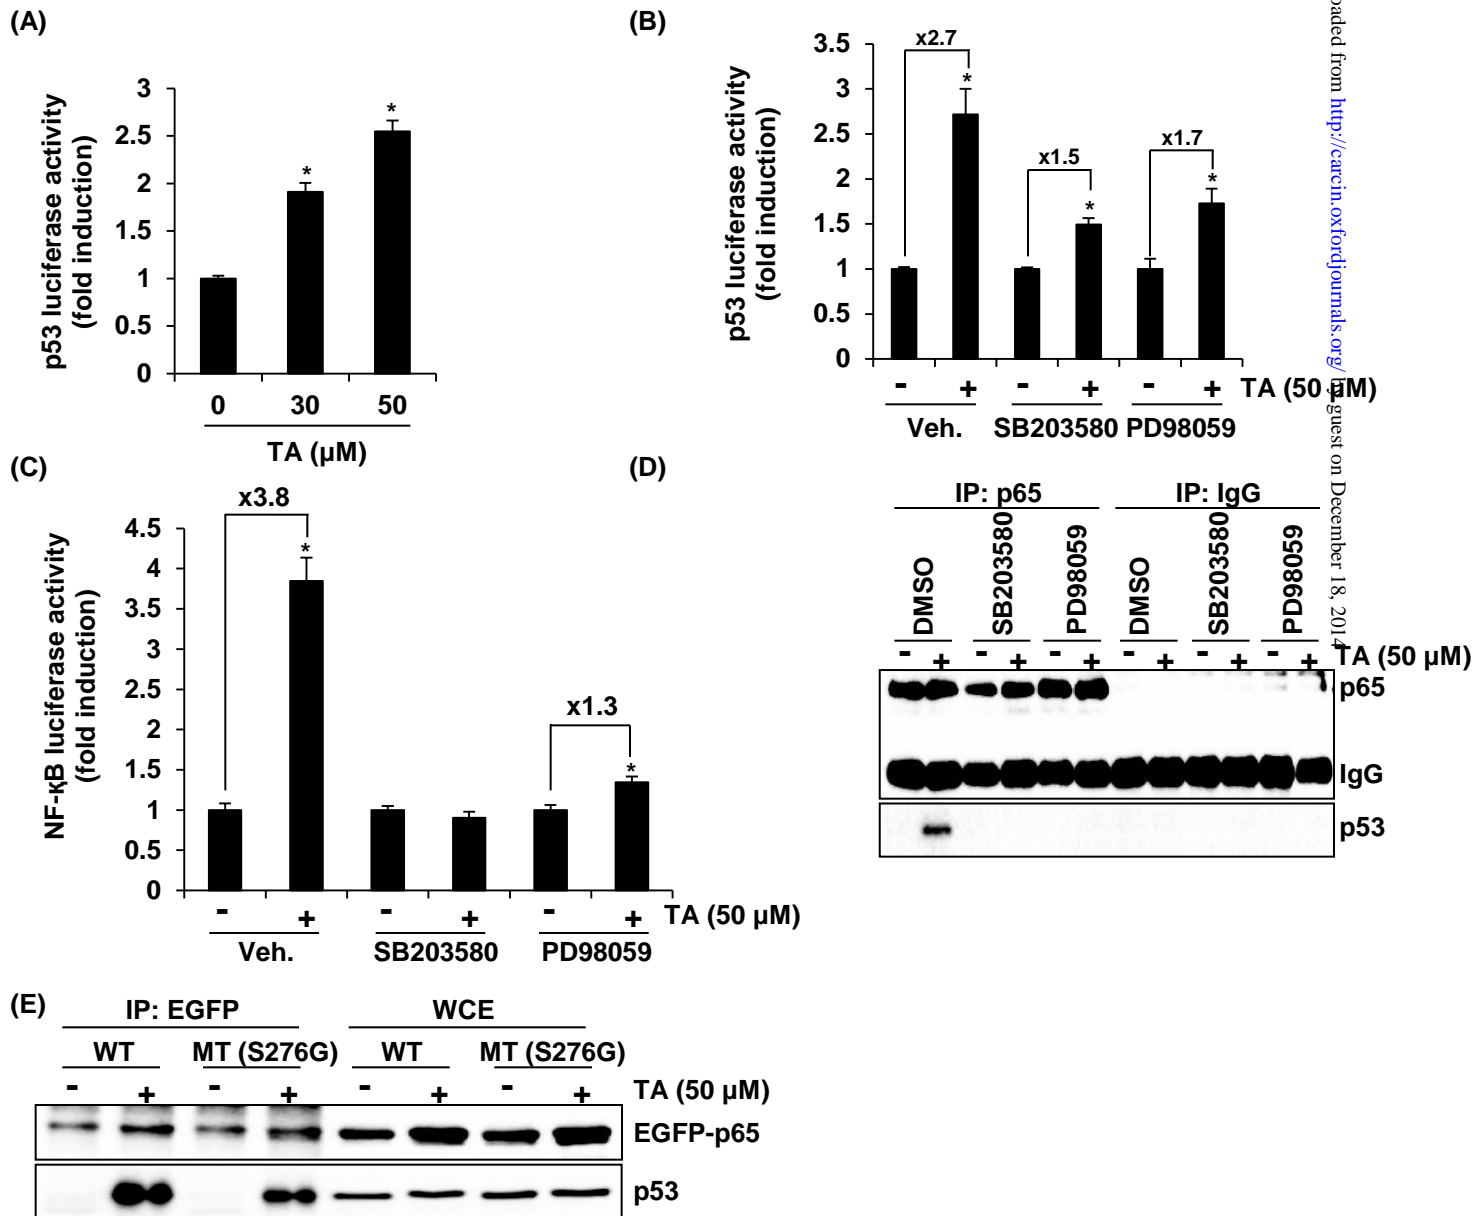 (A)
p53 luciferase activity
(fold induction)
3
2.5
2
1.5
1
0.5
0
*
*
0 30 50
TA (µM)
(B)
p53 luciferase activity
(fold induction)
3.5
3
2.5
2
1.5
1
0.5
0
x2.7
*
x1.5
*
x1.7
*
- + - + - + TA (50 µM)
Veh. SB203580 PD98059
(C)
NF-κB luciferase activity
(fold induction)
4.5
4
3.5
3
2.5
2
1.5
1
0.5
0
x3.8
*
x1.3
*
- + - + - + TA (50 µM)
Veh. SB203580 PD98059
(D)
IP: p65 IP: IgG
DMSO SB203580 PD98059 DMSO SB203580 PD98059
- + - + - + - + - + - + TA (50 µM)
p65
IgG
p53
(E)
IP: EGFP WCE
WT MT (S276G) WT MT (S276G)
- + - + - + - + TA (50 µM)
EGFP-p65
p53
oaded from http://carcin.oxfordjournals.org/ by guest on December 18, 2014